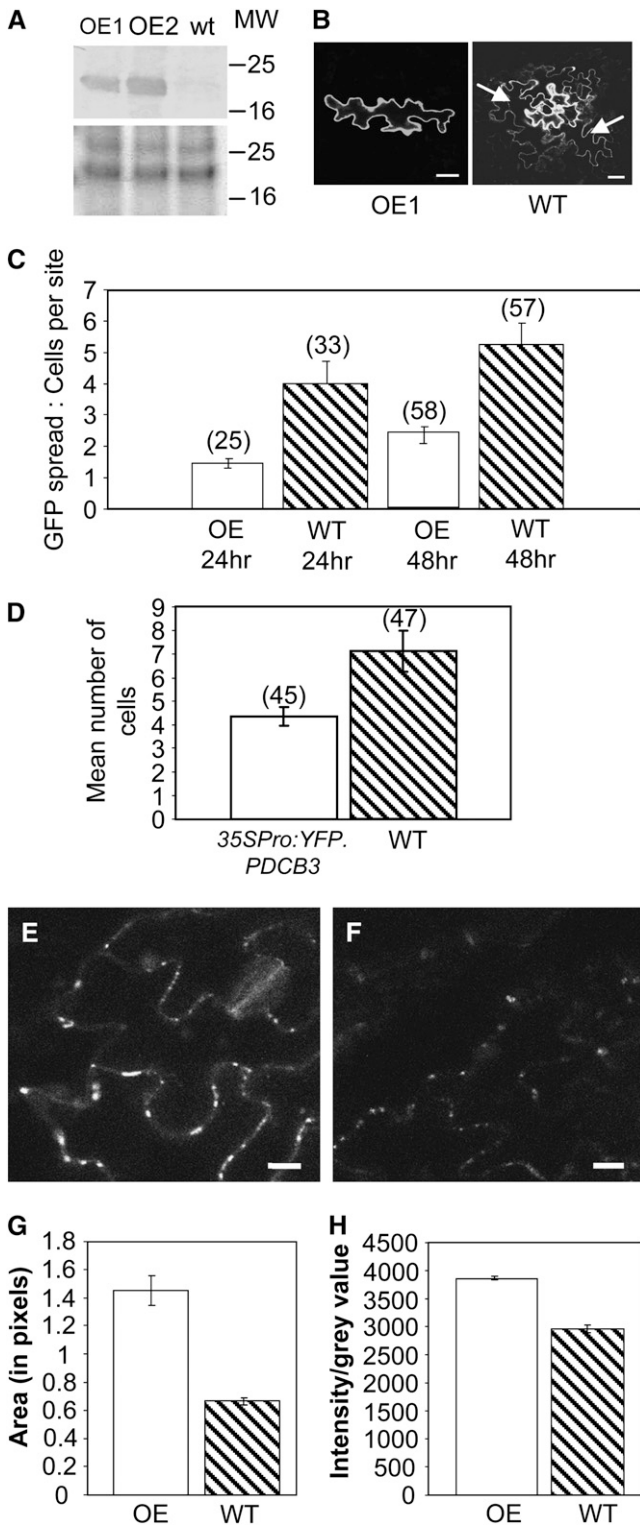 A
OE1 OE2 wt MW
25
16
25
16
B
OE1
WT
C
GFP spread : Cells per site
7
6
5
4
3
2
1
0
(25)
(33)
(58)
(57)
OE
24hr
WT
24hr
OE
48hr
WT
48hr
D
Mean number of
cells
9
8
7
6
5
4
3
2
1
0
(45)
(47)
35SPro:YFP.
PDCB3
WT
E
F
G
Area (in pixels)
1.8
1.6
1.4
1.2
1
0.8
0.6
0.4
0.2
0
OE
WT
H
Intensity/grey value
4500
4000
3500
3000
2500
2000
1500
1000
500
0
OE
WT